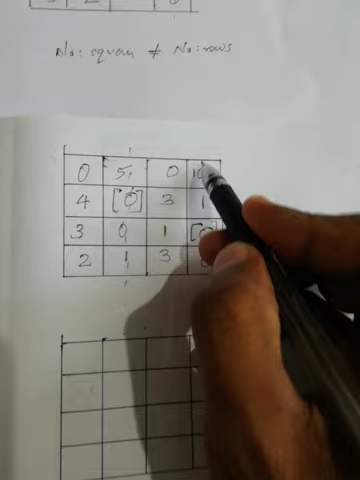 No: squares ≠ No: rows
0 5 0 10
4 [0] 3 1
3 0 1 [0]
2 1 3